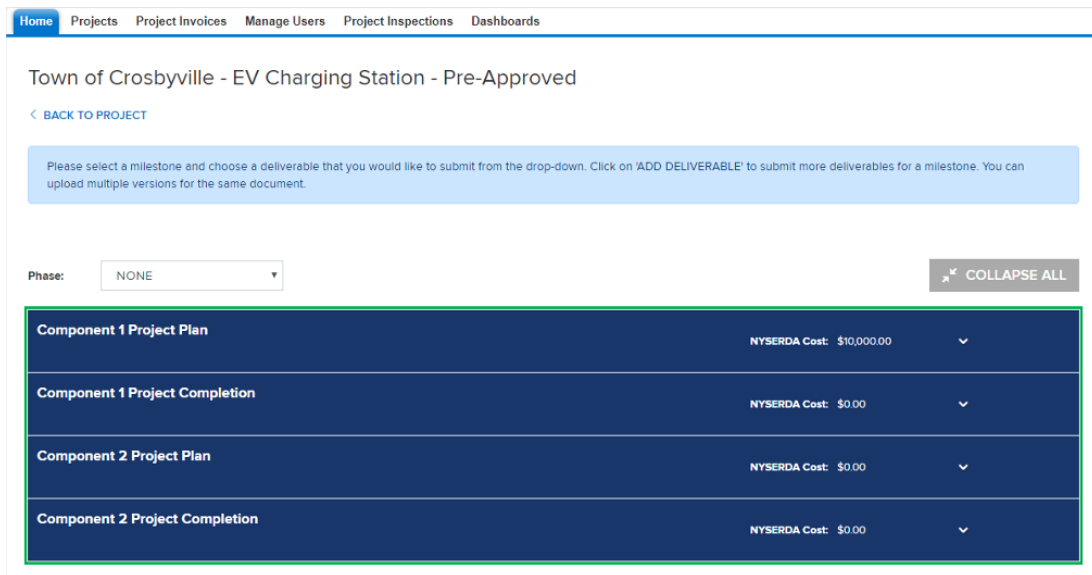 Home Projects Project Invoices Manage Users Project Inspections Dashboards
Town of Crosbyville - EV Charging Station - Pre-Approved
< BACK TO PROJECT
Please select a milestone and choose a deliverable that you would like to submit from the drop-down. Click on 'ADD DELIVERABLE' to submit more deliverables for a milestone. You can
upload multiple versions for the same document.
Phase: NONE COLLAPSE ALL
Component 1 Project Plan
NYSERDA Cost: $10,000.00
Component 1 Project Completion
NYSERDA Cost: $0.00
Component 2 Project Plan
NYSERDA Cost: $0.00
Component 2 Project Completion
NYSERDA Cost: $0.00